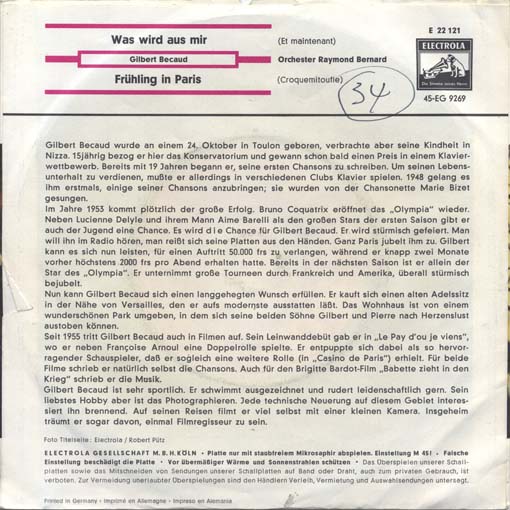 Was wird aus mir
(Et maintenant)
E 22 121
ELECTROLA
Gilbert Becaud
Orchester Raymond Bernard
Frühling in Paris
(Croquemitoufle)
34
Die Stimme seines Herrn
45-EG 9269
Gilbert Becaud wurde an einem 24. Oktober in Toulon geboren, verbrachte aber seine Kindheit in
Nizza. 15jährig bezog er hier das Konservatorium und gewann schon bald einen Preis in einem Klavier-
wettbewerb. Bereits mit 19 Jahren begann er, seine ersten Chansons zu schreiben. Um seinen Lebens-
unterhalt zu verdienen, mußte er allerdings in verschiedenen Clubs Klavier spielen. 1948 gelang es
ihm erstmals, einige seiner Chansons anzubringen; sie wurden von der Chansonette Marie Bizet
gesungen.
Im Jahre 1953 kommt plötzlich der große Erfolg. Bruno Coquatrix eröffnet das „Olympia“ wieder.
Neben Lucienne Delyle und ihrem Mann Aime Barelli als den großen Stars der ersten Saison gibt er
auch der Jugend eine Chance. Es wird die Chance für Gilbert Becaud. Er wird stürmisch gefeiert. Man
will ihn im Radio hören, man reißt sich seine Platten aus den Händen. Ganz Paris jubelt ihm zu. Gilbert
kann es sich nun leisten, für einen Auftritt 50.000 frs zu verlangen, während er knapp zwei Monate
vorher höchstens 2000 frs pro Abend erhalten hatte. Bereits in der nächsten Saison ist er allein der
Star des „Olympia“. Er unternimmt große Tourneen durch Frankreich und Amerika, überall stürmisch
bejubelt.
Nun kann Gilbert Becaud sich einen langgehegten Wunsch erfüllen. Er kauft sich einen alten Adelssitz
in der Nähe von Versailles, den er aufs modernste ausstatten läßt. Das Wohnhaus ist von einem
wunderschönen Park umgeben, in dem sich seine beiden Söhne Gilbert und Pierre nach Herzenslust
austoben können.
Seit 1955 tritt Gilbert Becaud auch in Filmen auf. Sein Leinwanddebüt gab er in „Le Pay d'ou je viens“,
wo er neben Françoise Arnoul eine Doppelrolle spielte. Er entpuppte sich dabei als so hervor-
ragender Schauspieler, daß er sogleich eine weitere Rolle (in „Casino de Paris“) erhielt. Für beide
Filme schrieb er natürlich selbst die Chansons. Auch für den Brigitte Bardot-Film „Babette zieht in den
Krieg“ schrieb er die Musik.
Gilbert Becaud ist sehr sportlich. Er schwimmt ausgezeichnet und rudert leidenschaftlich gern. Sein
liebstes Hobby aber ist das Photographieren. Jede technische Neuerung auf diesem Gebiet interes-
siert ihn brennend. Auf seinen Reisen filmt er viel selbst mit einer kleinen Kamera. Insgeheim
träumt er sogar davon, einmal Filmregisseur zu sein.
Foto Titelseite: Electrola / Robert Pütz
ELECTROLA GESELLSCHAFT M. B. H. KÖLN • Platte nur mit staubfreiem Mikrosaphir abspielen. Einstellung M 45! • Falsche
Einstellung beschädigt die Platte • Vor übermäßiger Wärme und Sonnenstrahlen schützen • Das Überspielen unserer Schall-
platten sowie das Mitschneiden von Sendungen unserer Schallplatten auf Band oder Draht, auch zum privaten Gebrauch, ist
verboten. Zur Vermeidung unerlaubter Überspielungen sind den Händlern Verleih, Vermietung und Auswahlsendungen untersagt.
Printed in Germany • Imprimé en Allemagne • Impreso en Alemania